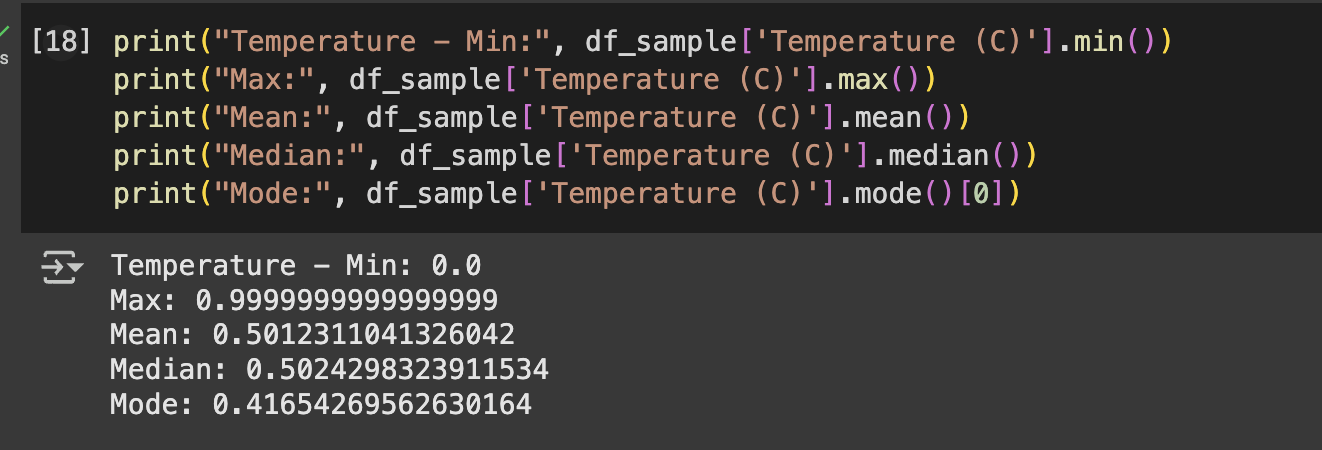 [18] print("Temperature – Min:", df_sample['Temperature (C)'].min())
print("Max:", df_sample['Temperature (C)'].max())
print("Mean:", df_sample['Temperature (C)'].mean())
print("Median:", df_sample['Temperature (C)'].median())
print("Mode:", df_sample['Temperature (C)'].mode()[0])
s
Temperature – Min: 0.0
Max: 0.9999999999999999
Mean: 0.5012311041326042
Median: 0.5024298323911534
Mode: 0.41654269562630164